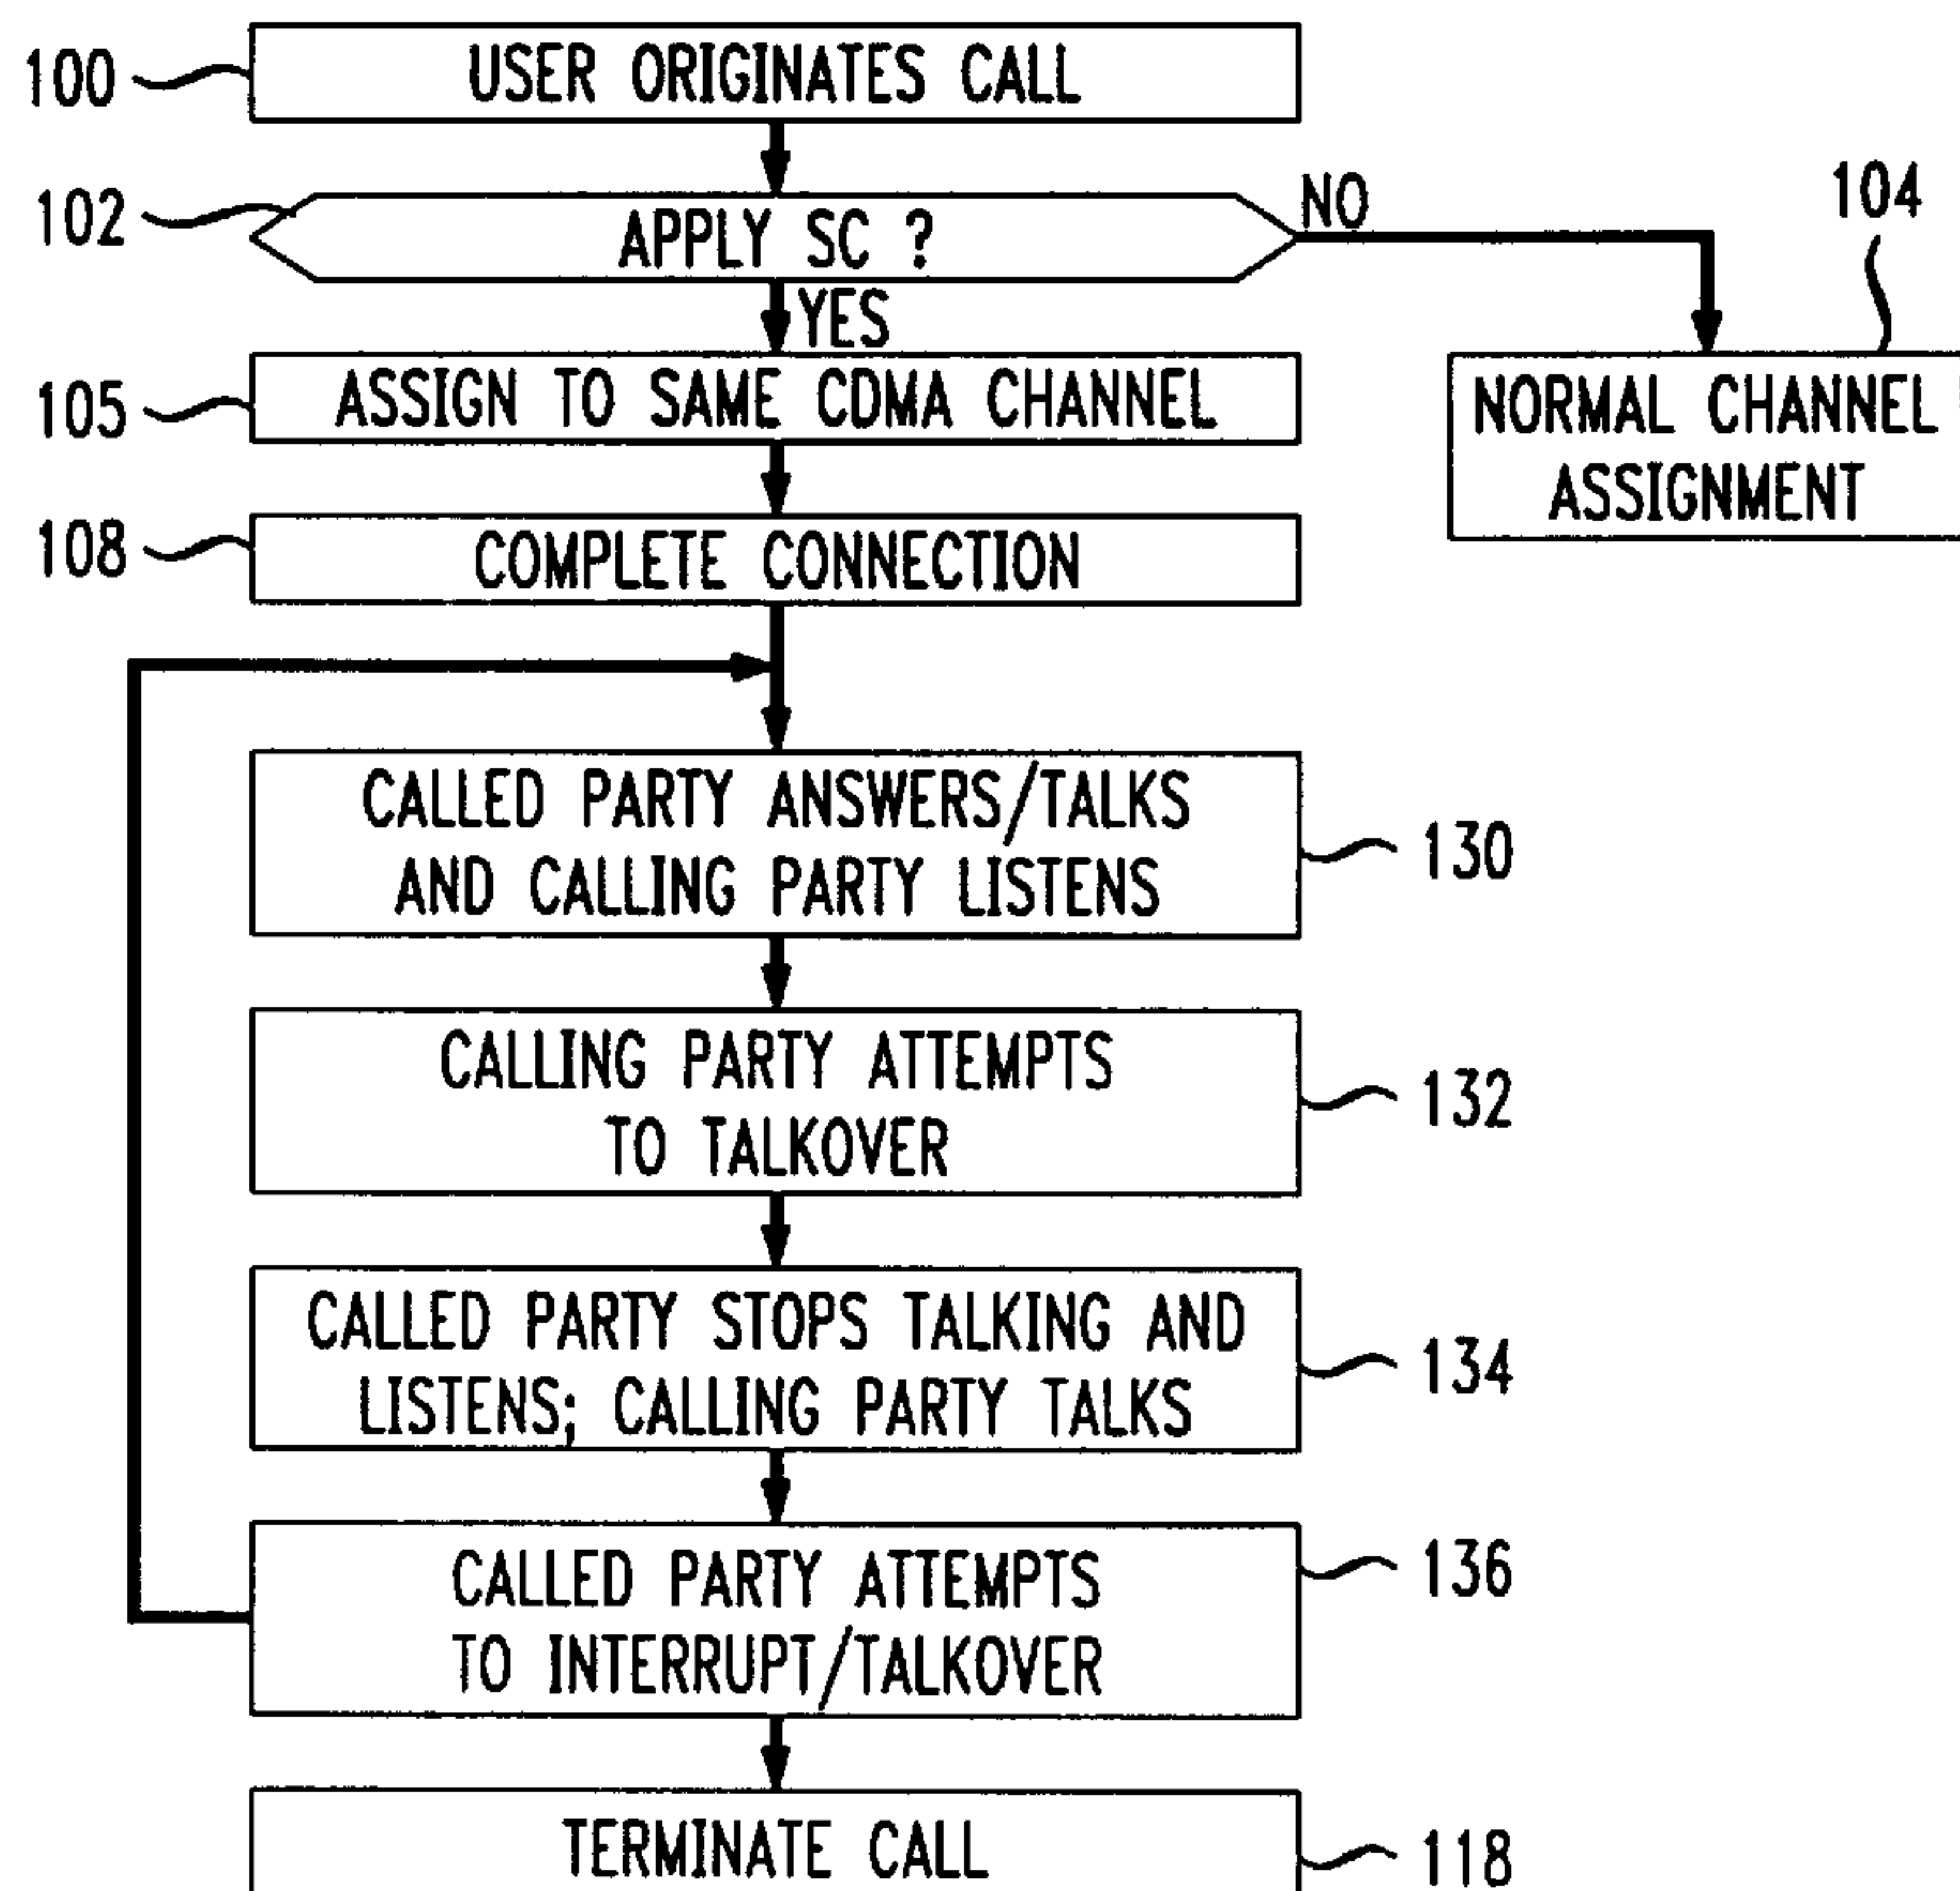 100
USER ORIGINATES CALL
102
APPLY SC ?
NO
104
YES
105
ASSIGN TO SAME CDMA CHANNEL
NORMAL CHANNEL
ASSIGNMENT
108
COMPLETE CONNECTION
CALLED PARTY ANSWERS/TALKS
AND CALLING PARTY LISTENS
130
CALLING PARTY ATTEMPTS
TO TALKOVER
132
CALLED PARTY STOPS TALKING AND
LISTENS; CALLING PARTY TALKS
134
CALLED PARTY ATTEMPTS
TO INTERRUPT/TALKOVER
136
TERMINATE CALL
118